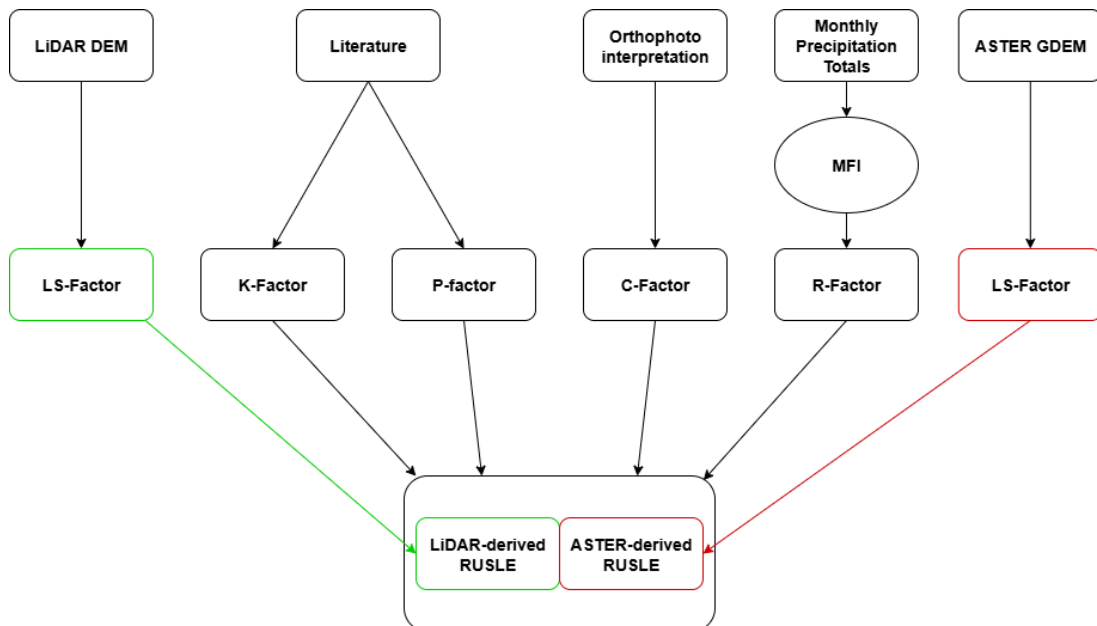 LiDAR DEM
Literature
Orthophoto
interpretation
Monthly
Precipitation
Totals
ASTER GDEM
MFI
LS-Factor
K-Factor
P-factor
C-Factor
R-Factor
LS-Factor
LiDAR-derived
RUSLE
ASTER-derived
RUSLE